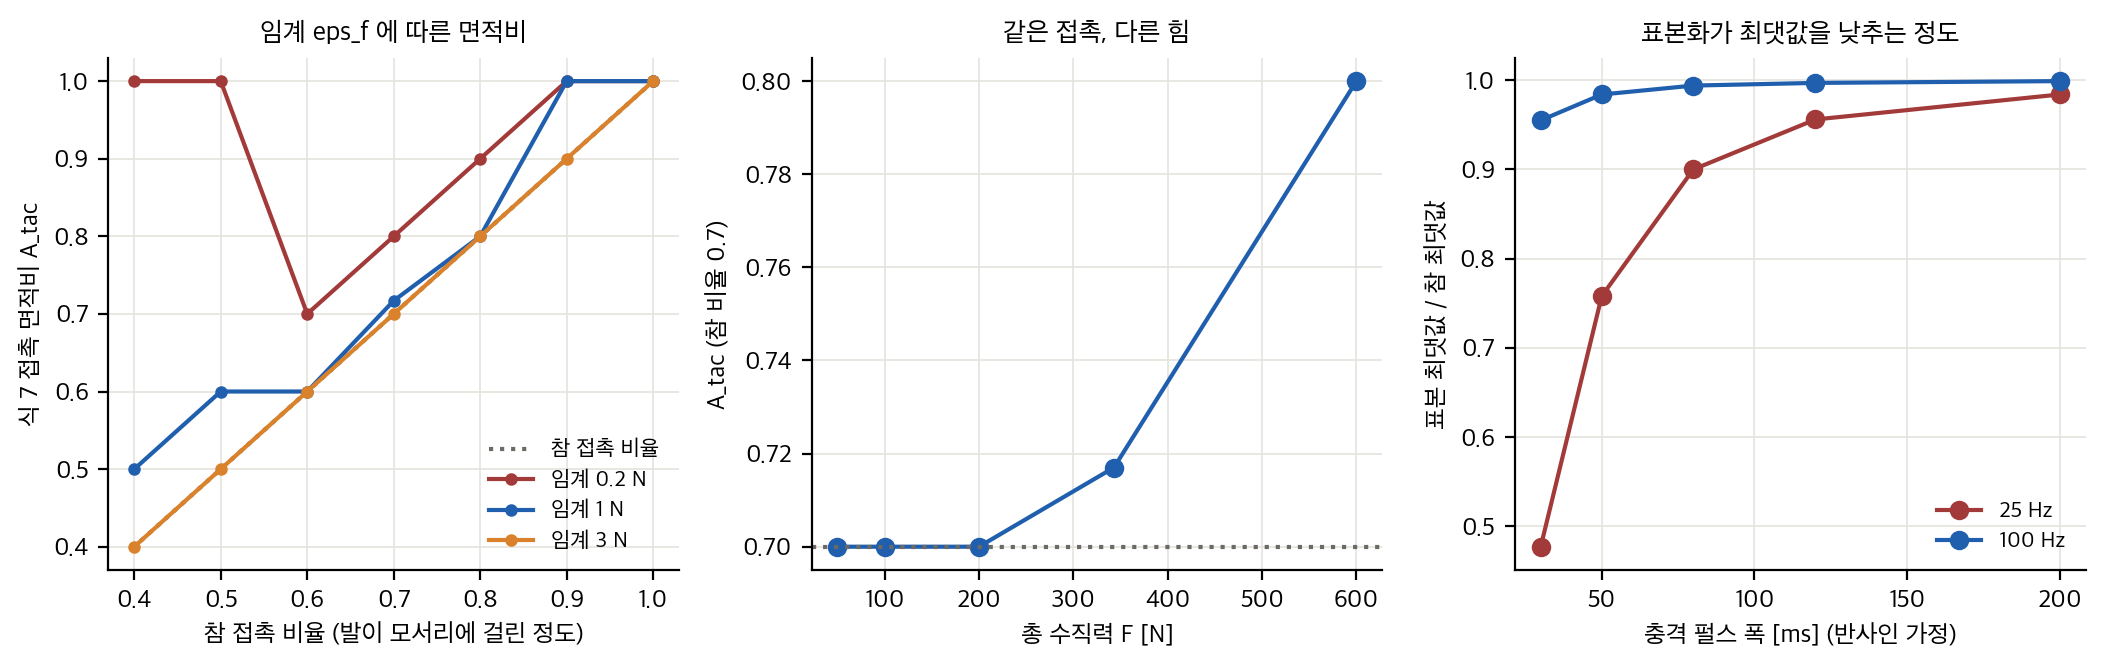 임계 eps_f 에 따른 면적비
식 7 접촉 면적비 A_tac
1.0
0.9
0.8
0.7
0.6
0.5
0.4
참 접촉 비율
임계 0.2 N
임계 1 N
임계 3 N
0.4 0.5 0.6 0.7 0.8 0.9 1.0
참 접촉 비율 (발이 모서리에 걸린 정도)
같은 접촉, 다른 힘
A_tac (참 비율 0.7)
0.80
0.78
0.76
0.74
0.72
0.70
100 200 300 400 500 600
총 수직력 F [N]
표본화가 최댓값을 낮추는 정도
표본 최댓값 / 참 최댓값
1.0
0.9
0.8
0.7
0.6
0.5
25 Hz
100 Hz
50 100 150 200
충격 펄스 폭 [ms] (반사인 가정)